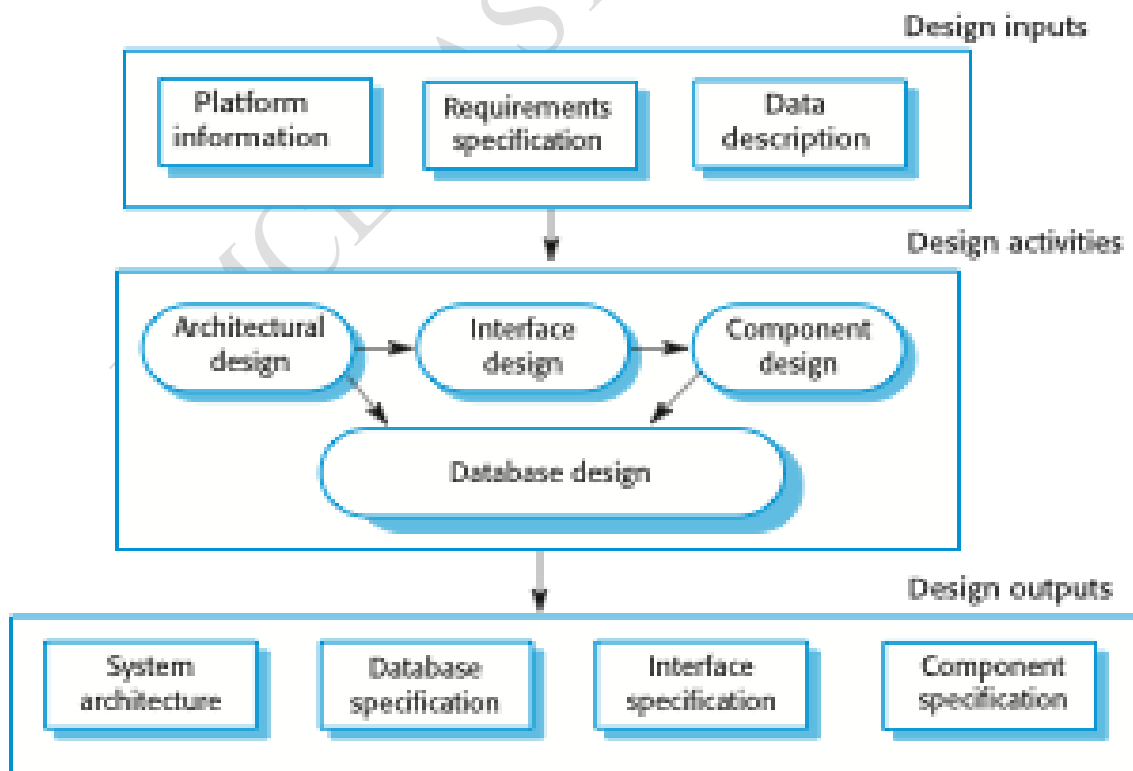 Design inputs
Platform
information
Requirements
specification
Data
description
Design activities
Architectural
design
Interface
design
Component
design
Database design
Design outputs
System
architecture
Database
specification
Interface
specification
Component
specification